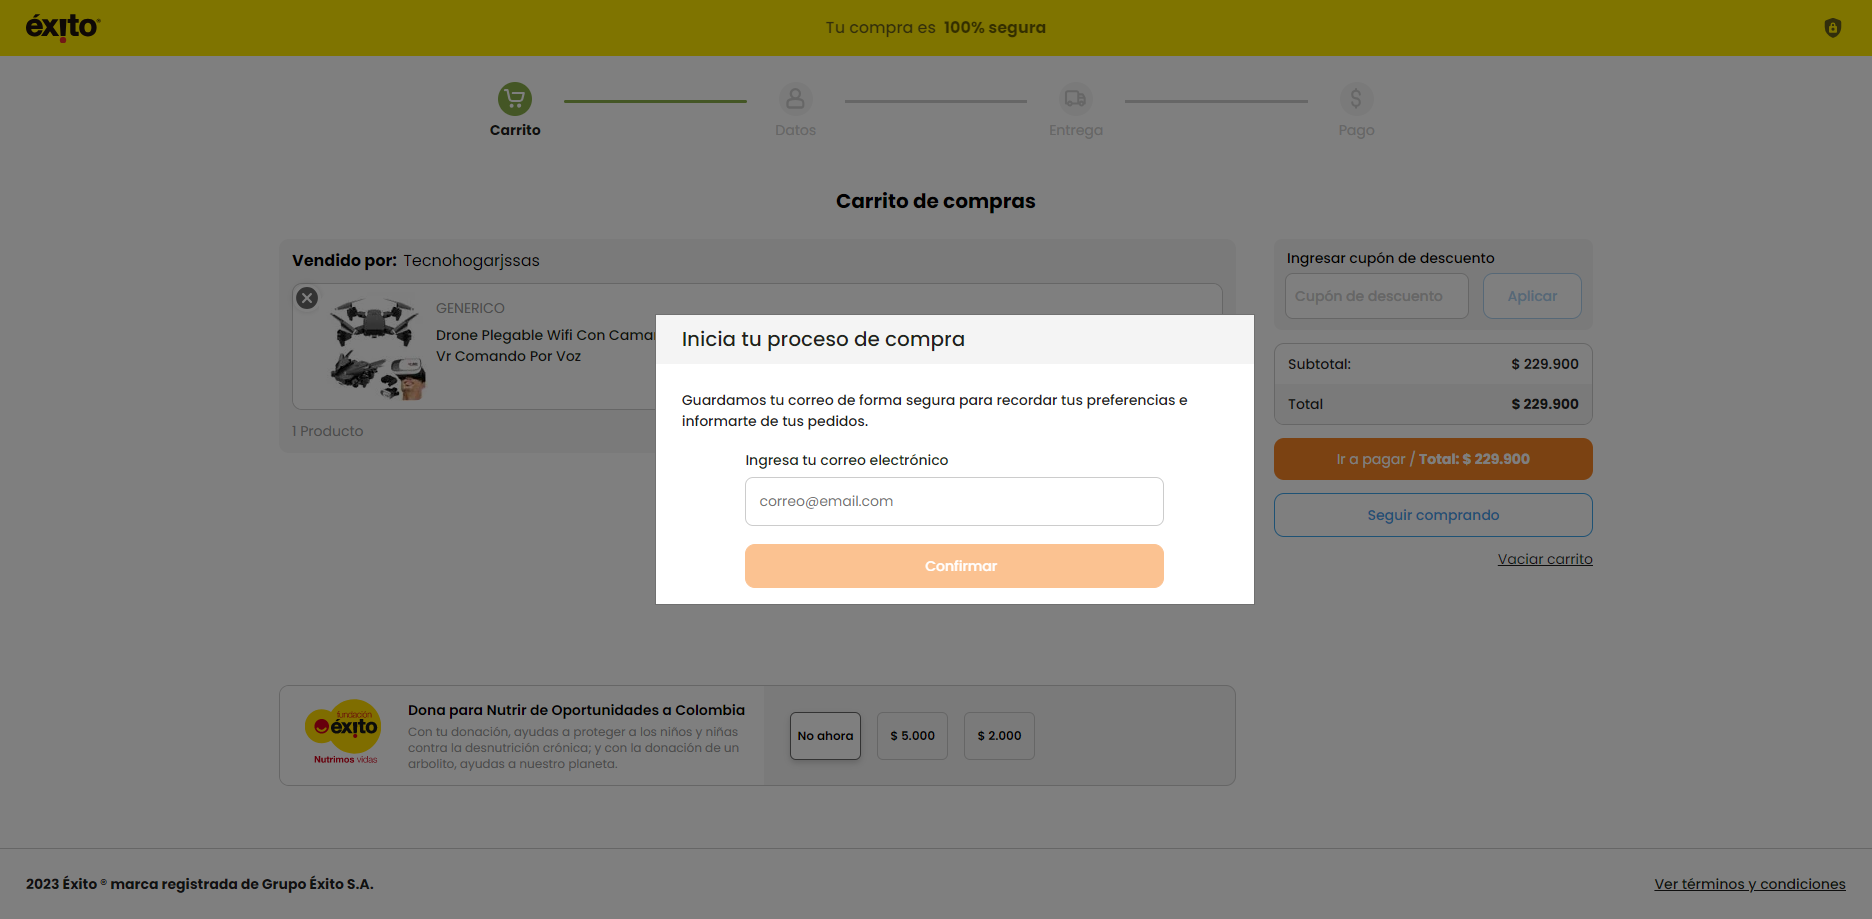 éxito®
Tu compra es 100% segura
Carrito
Datos
Entrega
Pago
Carrito de compras
Vendido por: Tecnohogarjssas
GENERICO
Drone Plegable Wifi Con Camar
Vr Comando Por Voz
1 Producto
Inicia tu proceso de compra
Guardamos tu correo de forma segura para recordar tus preferencias e
informarte de tus pedidos.
Ingresa tu correo electrónico
correo@email.com
Confirmar
Ingresar cupón de descuento
Cupón de descuento
Aplicar
Subtotal: $ 229.900
Total $ 229.900
Ir a pagar / Total: $ 229.900
Seguir comprando
Vaciar carrito
fundación
éxito
Nutrimos vidas
Dona para Nutrir de Oportunidades a Colombia
Con tu donación, ayudas a proteger a los niños y niñas
contra la desnutrición crónica; y con la donación de un
arbolito, ayudas a nuestro planeta.
No ahora
$ 5.000
$ 2.000
2023 Éxito ® marca registrada de Grupo Éxito S.A.
Ver términos y condiciones